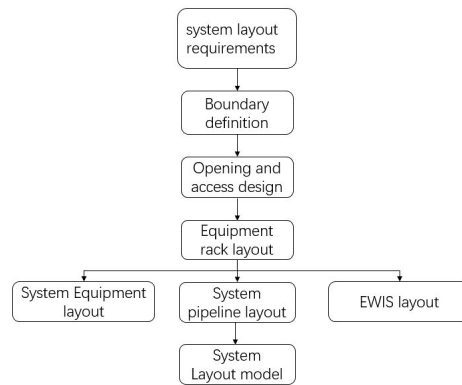 system layout
requirements
Boundary
definition
Opening and
access design
Equipment
rack layout
System Equipment
layout
System
pipeline layout
EWIS layout
System
Layout model